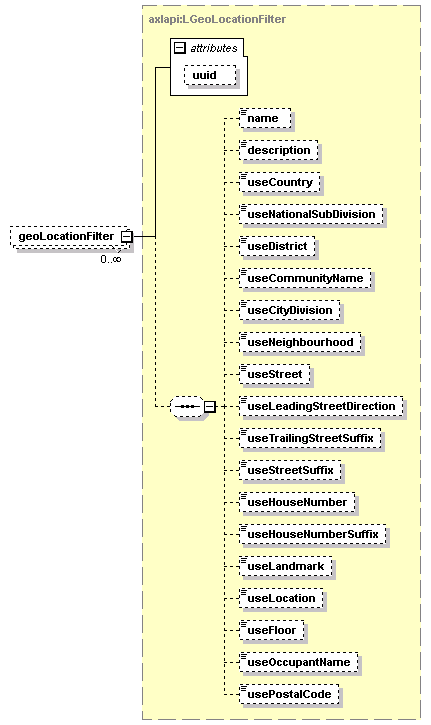 axlapi:LGeoLocationFilter
attributes
uuid
name
description
useCountry
useNationalSubDivision
useDistrict
geoLocationFilter
0..∞
useCommunityName
useCityDivision
useNeighbourhood
useStreet
useLeadingStreetDirection
useTrailingStreetSuffix
useStreetSuffix
useHouseNumber
useHouseNumberSuffix
useLandmark
useLocation
useFloor
useOccupantName
usePostalCode